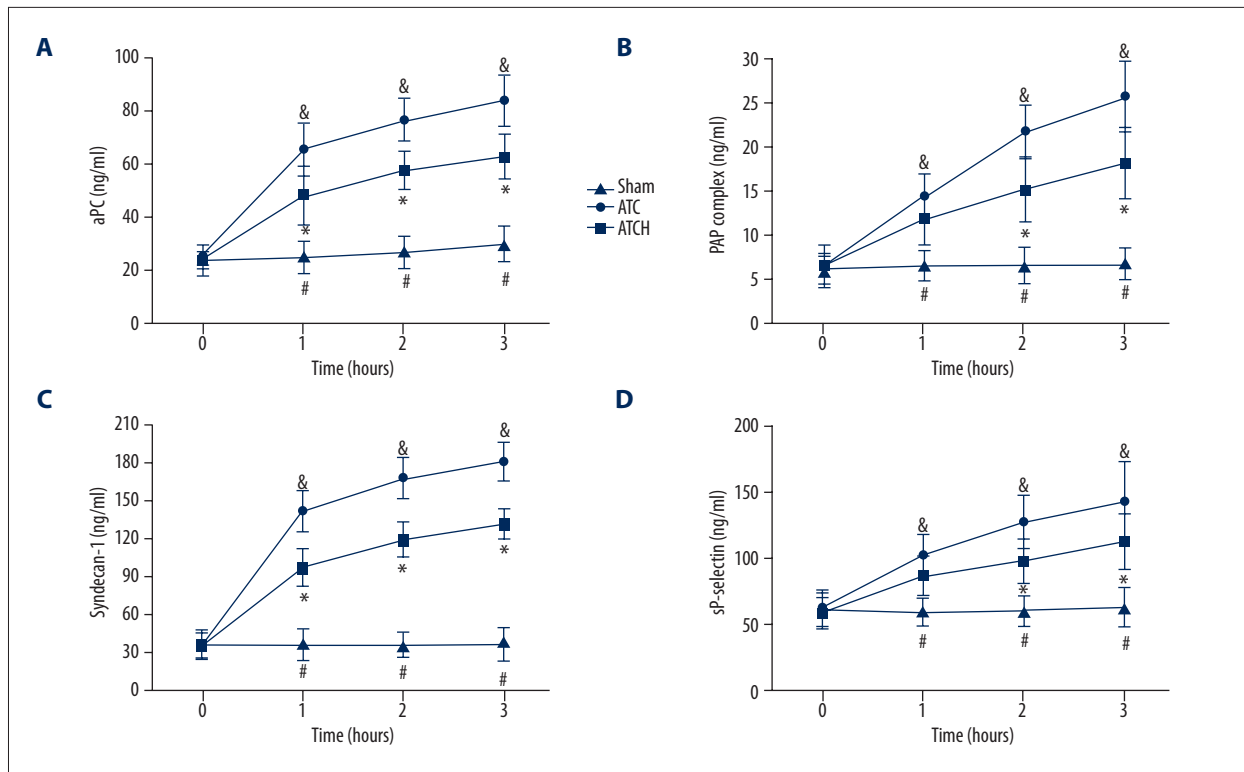 A
aPC (ng/ml)
100
80
60
40
20
0
& & &
* * *
# # #
0 1 2 3
Time (hours)
Sham
ATC
ATCH
B
PAP complex (ng/ml)
30
25
20
15
10
5
0
& & &
* *
# # #
0 1 2 3
Time (hours)
C
Syndecan-1 (ng/ml)
210
180
150
120
90
60
30
0
& & &
* * *
# # #
0 1 2 3
Time (hours)
D
sP-selectin (ng/ml)
200
150
100
50
0
& & &
* *
# # #
0 1 2 3
Time (hours)